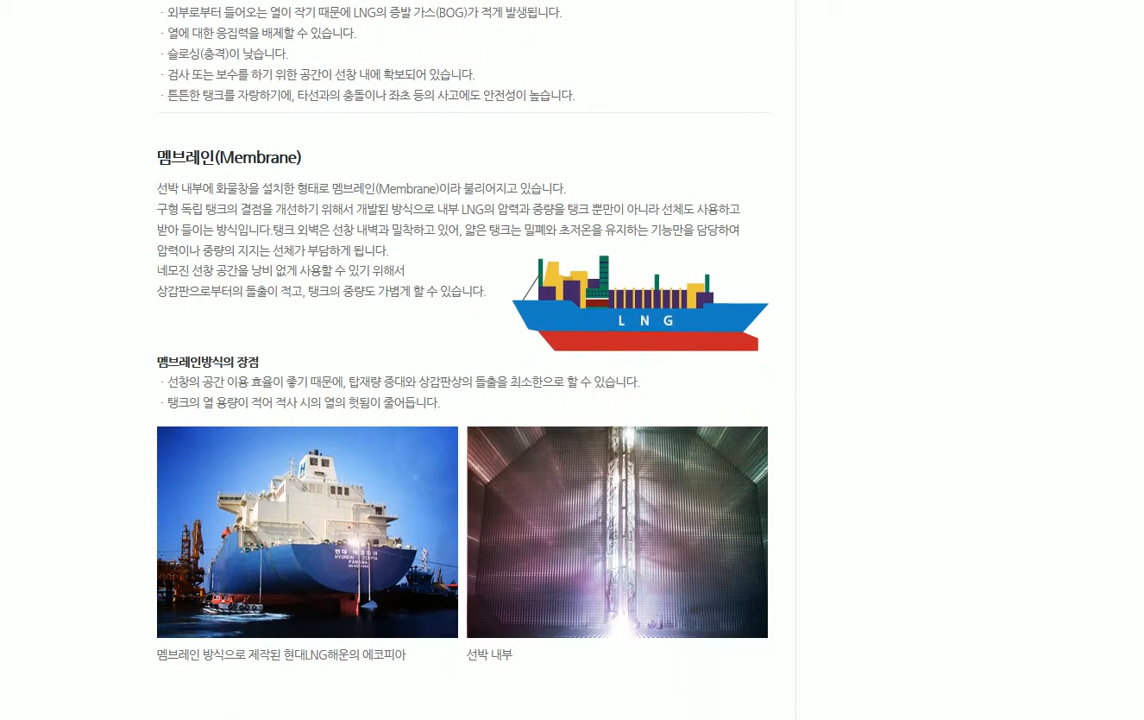 · 외부로부터 들어오는 열이 작기 때문에 LNG의 증발 가스(BOG)가 적게 발생됩니다.
· 열에 대한 응집력을 배제할 수 있습니다.
· 슬로싱(충격)이 낮습니다.
· 검사 또는 보수를 하기 위한 공간이 선창 내에 확보되어 있습니다.
· 튼튼한 탱크를 자랑하기에, 타선과의 충돌이나 좌초 등의 사고에도 안전성이 높습니다.
멤브레인(Membrane)
선박 내부에 화물창을 설치한 형태로 멤브레인(Membrane)이라 불리어지고 있습니다.
구형 독립 탱크의 결점을 개선하기 위해서 개발된 방식으로 내부 LNG의 압력과 중량을 탱크 뿐만이 아니라 선체도 사용하고
받아 들이는 방식입니다.탱크 외벽은 선창 내벽과 밀착하고 있어, 얇은 탱크는 밀폐와 초저온을 유지하는 기능만을 담당하여
압력이나 중량의 지지는 선체가 부담하게 됩니다.
네모진 선창 공간을 낭비 없게 사용할 수 있기 위해서
상갑판으로부터의 돌출이 적고, 탱크의 중량도 가볍게 할 수 있습니다.
L N G
멤브레인방식의 장점
· 선창의 공간 이용 효율이 좋기 때문에, 탑재량 증대와 상갑판상의 돌출을 최소한으로 할 수 있습니다.
· 탱크의 열 용량이 적어 적사 시의 열의 헛됨이 줄어듭니다.
현대 에코피아
HYUNDAI ECOPIA
PANAMA
멤브레인 방식으로 제작된 현대LNG해운의 에코피아
선박 내부